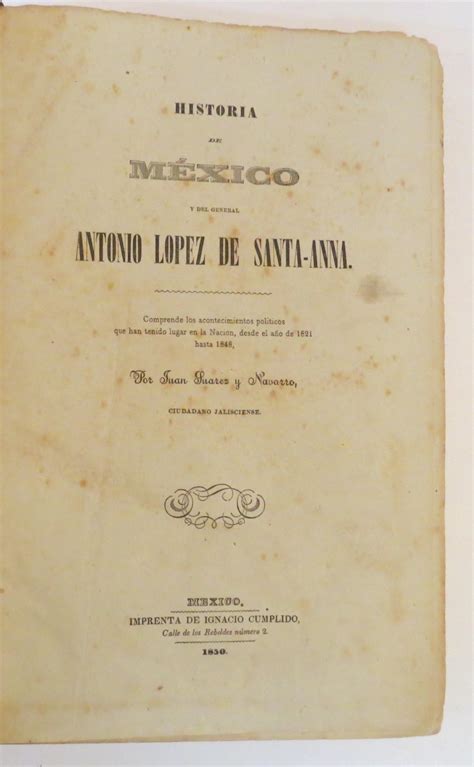 HISTORIA
DE
MÉXICO
Y DEL GENERAL
ANTONIO LOPEZ DE SANTA-ANNA.
Comprende los acontecimientos políticos
que han tenido lugar en la Nacion, desde el año de 1821
hasta 1848,
Por Juan Suarez y Navarro,
CIUDADANO JALISCIENSE.
MEXICO.
IMPRENTA DE IGNACIO CUMPLIDO,
Calle de los Rebeldes número 2.
1850.